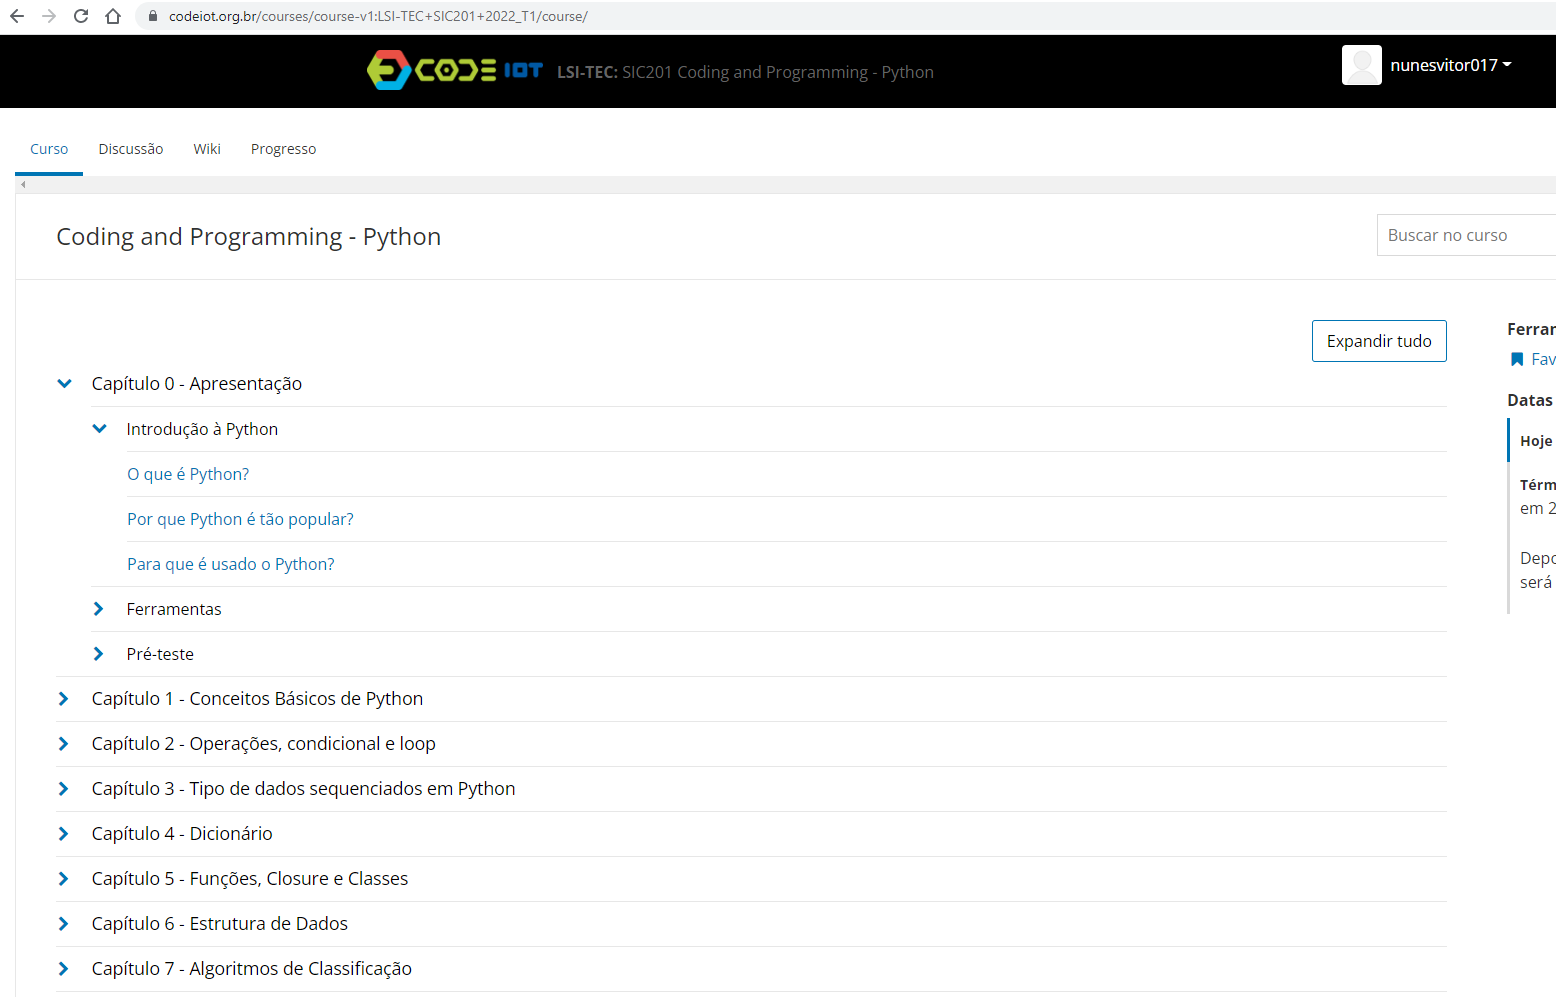 codeiot.org.br/courses/course-v1:LSI-TEC+SIC201+2022_T1/course/
CODE IOT LSI-TEC: SIC201 Coding and Programming - Python
nunesvitor017
Curso Discussão Wiki Progresso
Coding and Programming - Python
Buscar no curso
Expandir tudo
Capítulo 0 - Apresentação
Introdução à Python
O que é Python?
Por que Python é tão popular?
Para que é usado o Python?
Ferramentas
Pré-teste
Capítulo 1 - Conceitos Básicos de Python
Capítulo 2 - Operações, condicional e loop
Capítulo 3 - Tipo de dados sequenciados em Python
Capítulo 4 - Dicionário
Capítulo 5 - Funções, Closure e Classes
Capítulo 6 - Estrutura de Dados
Capítulo 7 - Algoritmos de Classificação
Ferrar
Fav
Datas
Hoje
Térm
em 2
Depo
será